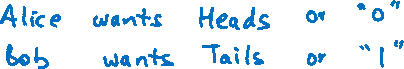 Alice wants Heads or "0"
Bob wants Tails or "1"